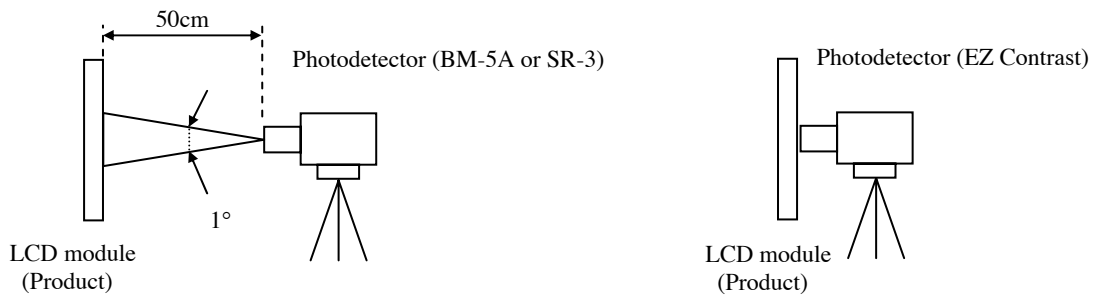 50cm
Photodetector (BM-5A or SR-3)
1°
LCD module
(Product)
Photodetector (EZ Contrast)
LCD module
(Product)